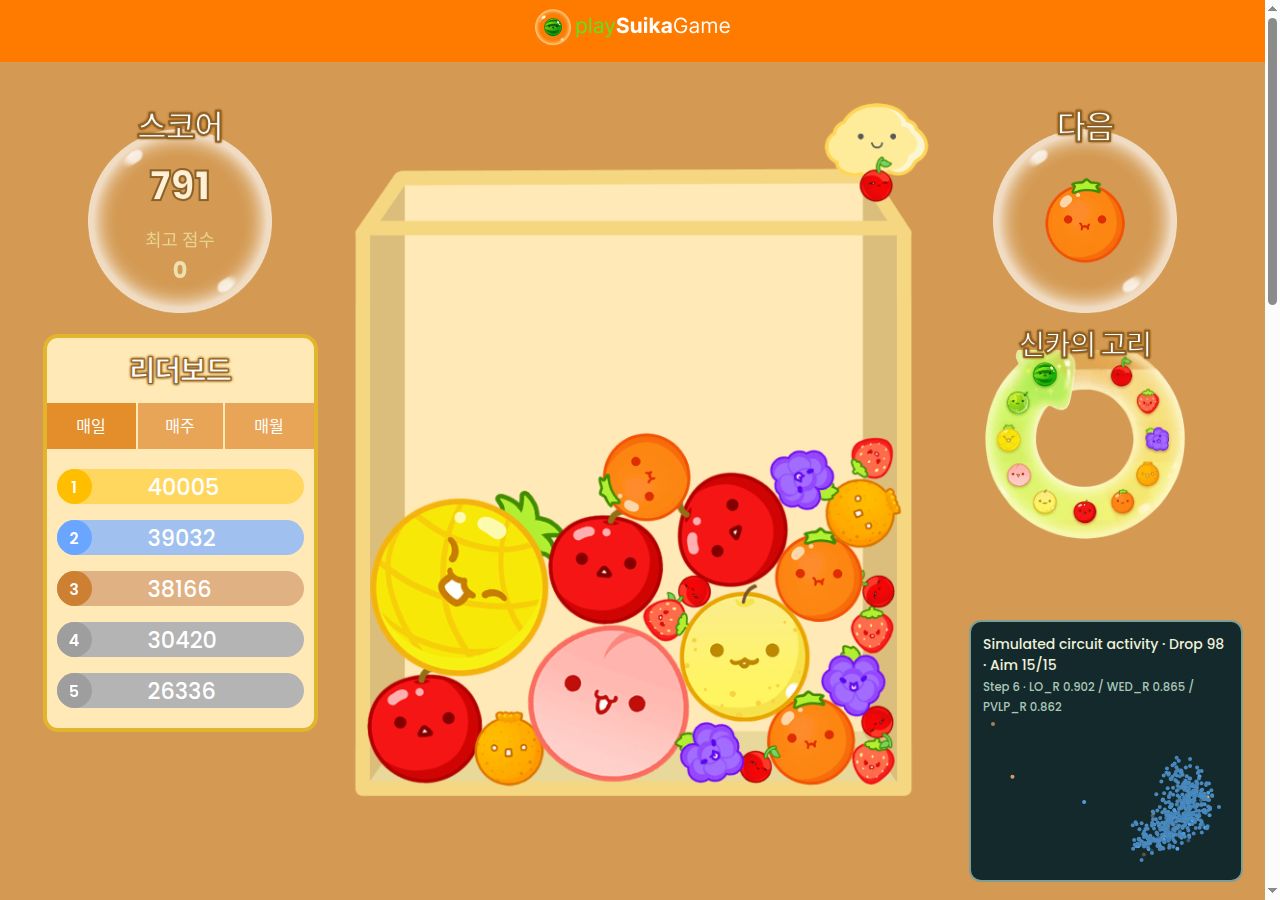 playSuikaGame
스코어
791
최고 점수
0
다음
리더보드
매일 매주 매월
1 40005
2 39032
3 38166
4 30420
5 26336
신카의 고리
Simulated circuit activity · Drop 98
· Aim 15/15
Step 6 · LO_R 0.902 / WED_R 0.865 /
PVLP_R 0.862